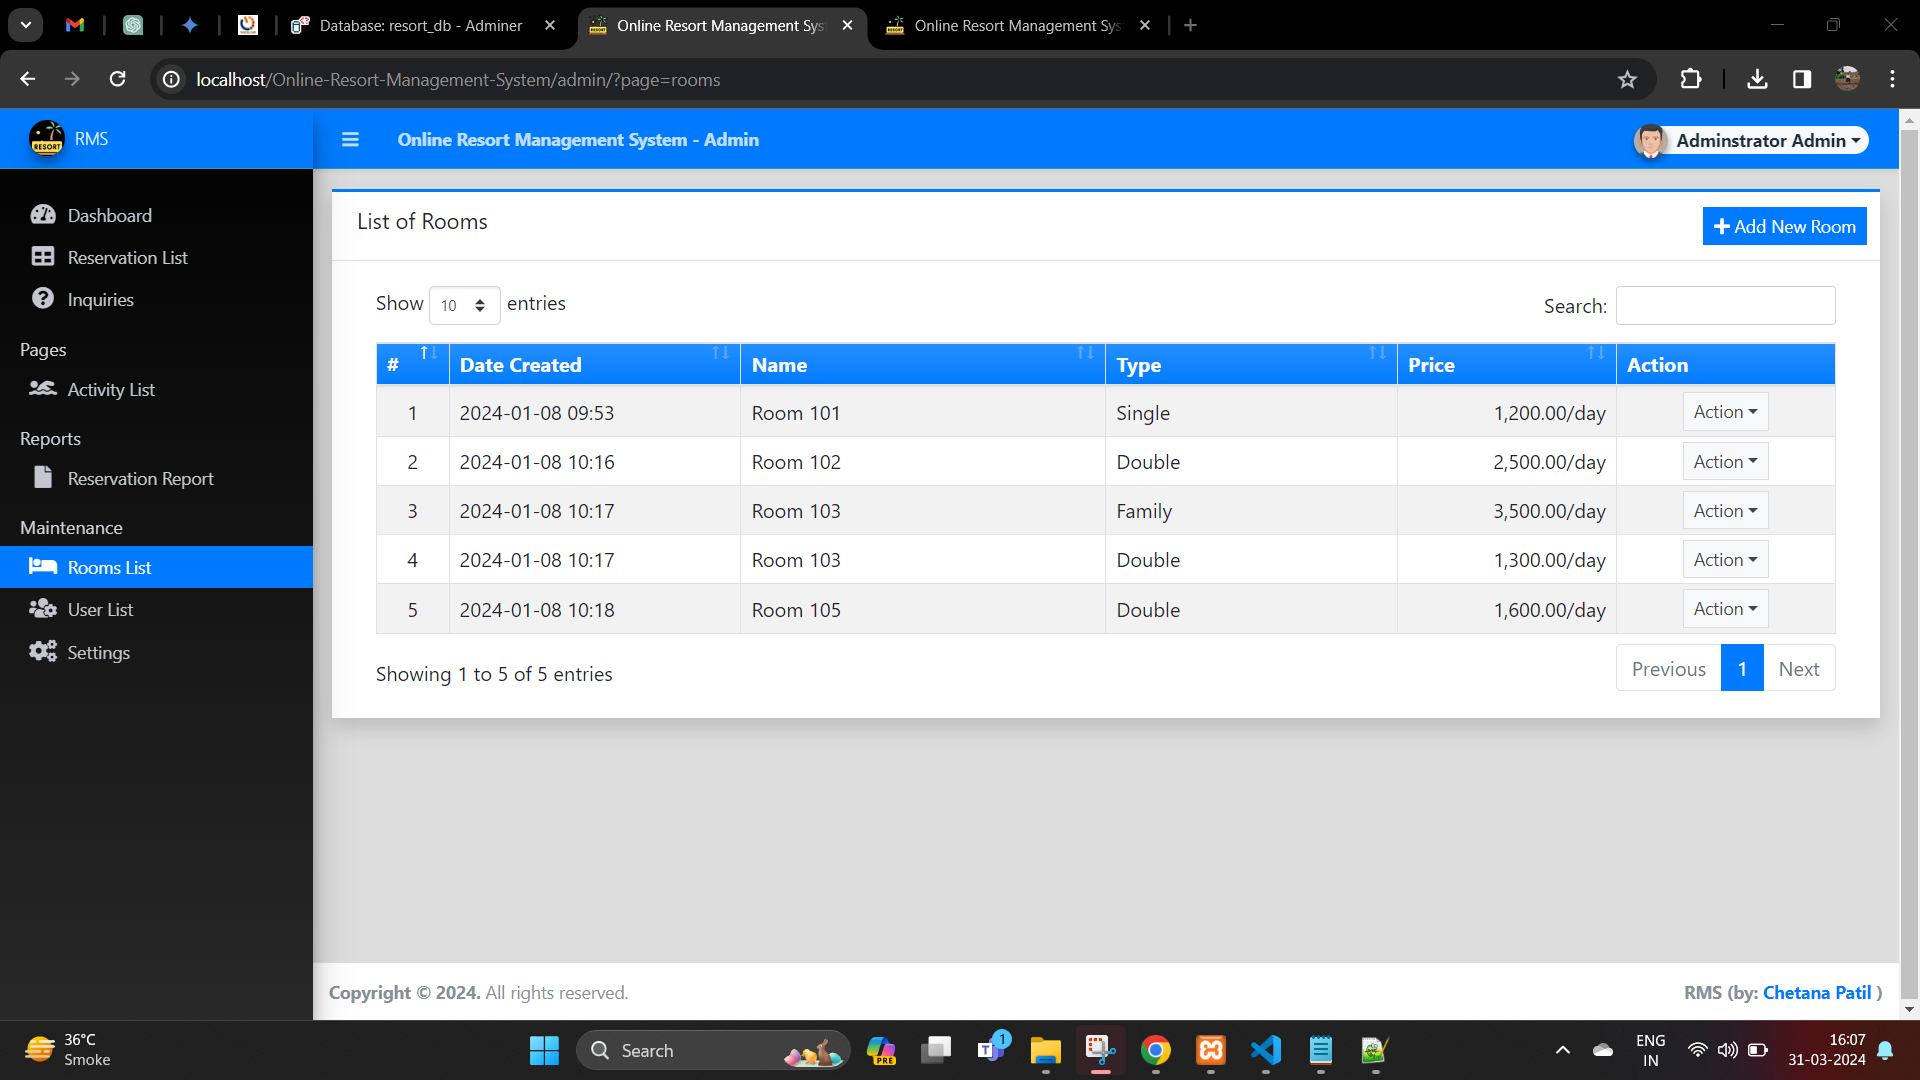 Database: resort_db - Adminer
Online Resort Management Sys
Online Resort Management Sys
localhost/Online-Resort-Management-System/admin/?page=rooms
RESORT
RMS
Online Resort Management System - Admin
Adminstrator Admin
Dashboard
Reservation List
Inquiries
Pages
Activity List
Reports
Reservation Report
Maintenance
Rooms List
User List
Settings
List of Rooms
Add New Room
Show 10 entries
Search:
# Date Created Name Type Price Action
1 2024-01-08 09:53 Room 101 Single 1,200.00/day Action
2 2024-01-08 10:16 Room 102 Double 2,500.00/day Action
3 2024-01-08 10:17 Room 103 Family 3,500.00/day Action
4 2024-01-08 10:17 Room 103 Double 1,300.00/day Action
5 2024-01-08 10:18 Room 105 Double 1,600.00/day Action
Showing 1 to 5 of 5 entries
Previous 1 Next
Copyright © 2024. All rights reserved.
RMS (by: Chetana Patil )
36°C
Smoke
Search
PRE
T
1
ENG
IN
16:07
31-03-2024